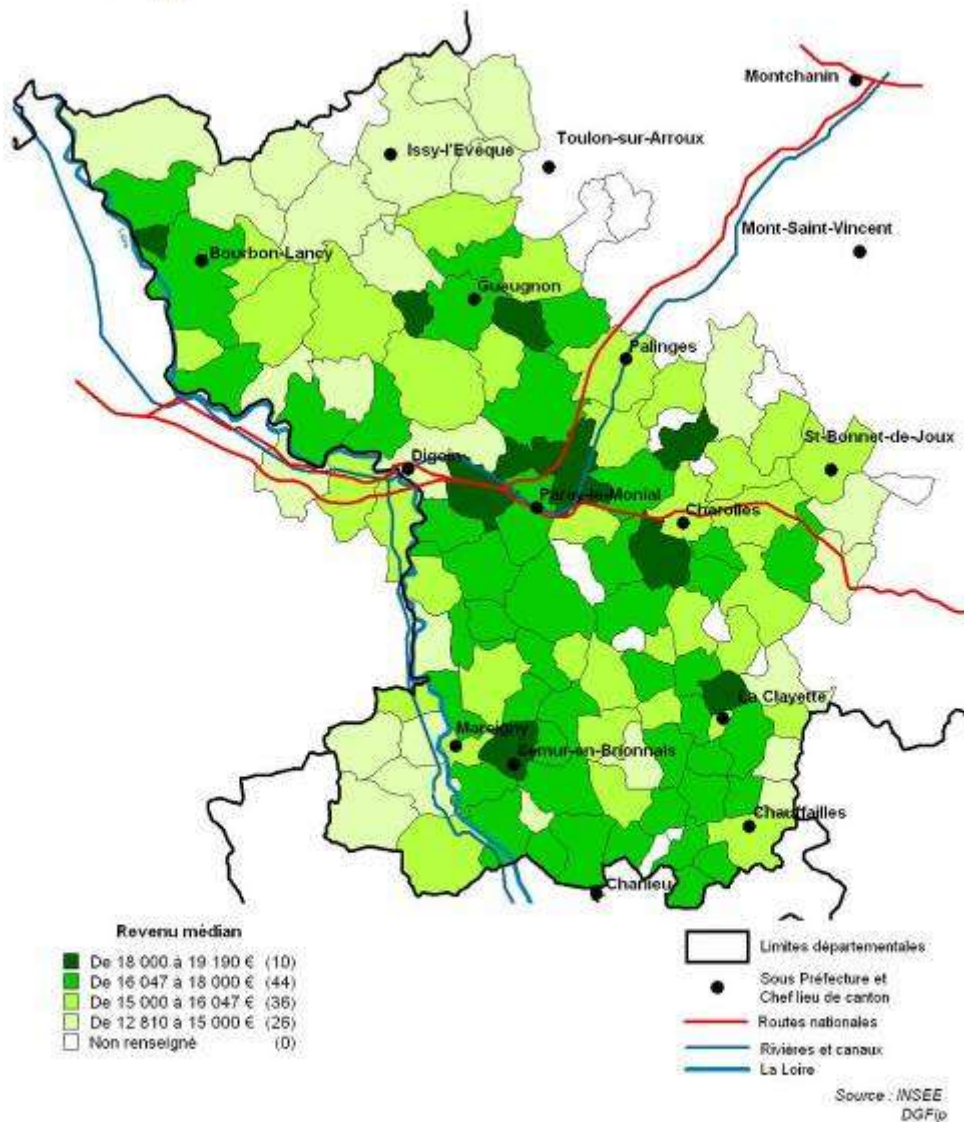 Montchanin
Toulon-sur-Arroux
Issy-l'Evêque
Mont-Saint-Vincent
Loire
Bourbon-Lancy
Gueugnon
Palinges
St-Bonnet-de-Joux
Digoin
Paray-le-Monial
Charolles
La Clayette
Marcigny
Semur-en-Brionnais
Chauffailles
Charlieu
Revenu médian
De 18 000 à 19 190 € (10)
De 16 047 à 18 000 € (44)
De 15 000 à 16 047 € (36)
De 12 810 à 15 000 € (26)
Non renseigné (0)
Limites départementales
Sous Préfecture et
Chef lieu de canton
Routes nationales
Rivières et canaux
La Loire
Source : INSEE
DGFip